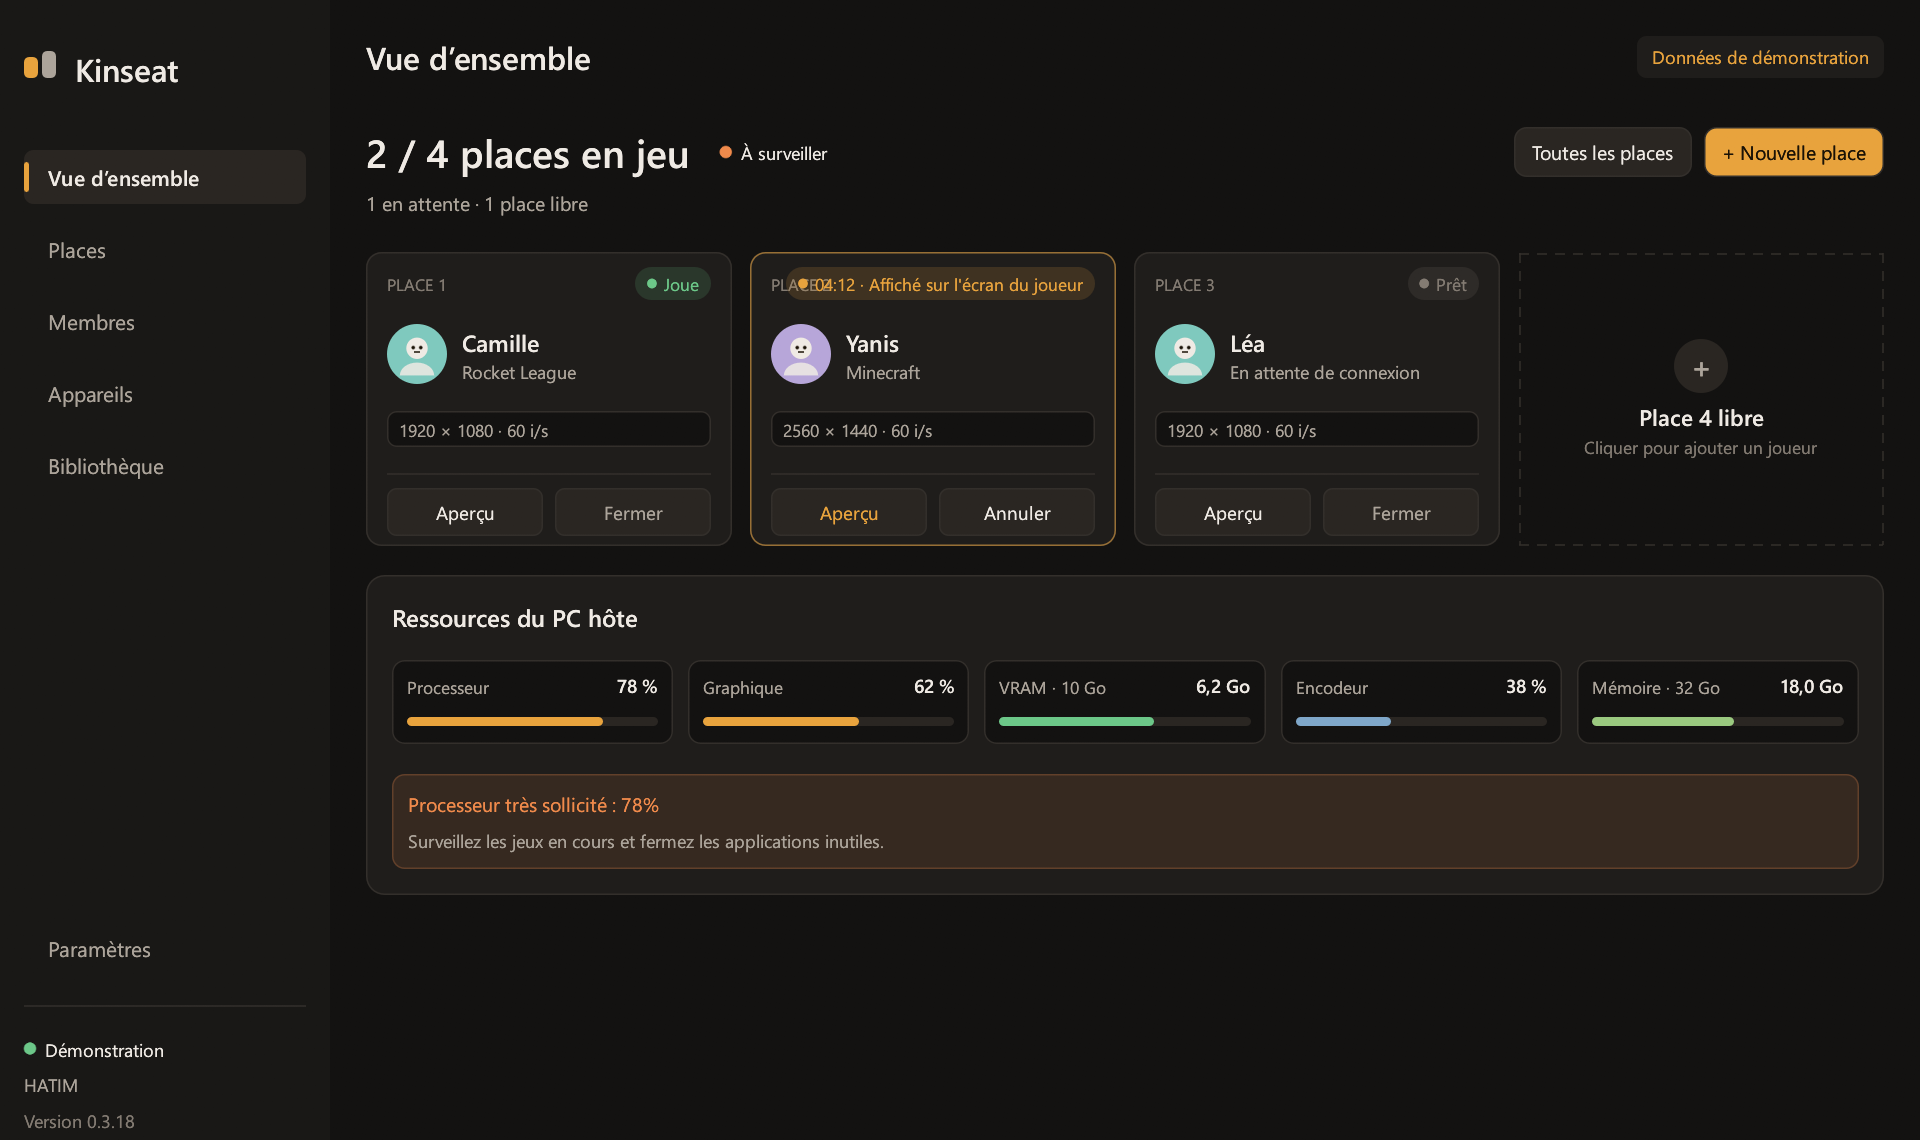 Kinseat
Vue d’ensemble
Places
Membres
Appareils
Bibliothèque
Paramètres
Démonstration
HATIM
Version 0.3.18
Vue d’ensemble
Données de démonstration
2 / 4 places en jeu
À surveiller
1 en attente · 1 place libre
Toutes les places
+ Nouvelle place
PLACE 1
Joue
Camille
Rocket League
1920 × 1080 · 60 i/s
Aperçu
Fermer
PLACE 2
04:12 · Affiché sur l'écran du joueur
Yanis
Minecraft
2560 × 1440 · 60 i/s
Aperçu
Annuler
PLACE 3
Prêt
Léa
En attente de connexion
1920 × 1080 · 60 i/s
Aperçu
Fermer
+
Place 4 libre
Cliquer pour ajouter un joueur
Ressources du PC hôte
Processeur 78 %
Graphique 62 %
VRAM · 10 Go 6,2 Go
Encodeur 38 %
Mémoire · 32 Go 18,0 Go
Processeur très sollicité : 78%
Surveillez les jeux en cours et fermez les applications inutiles.